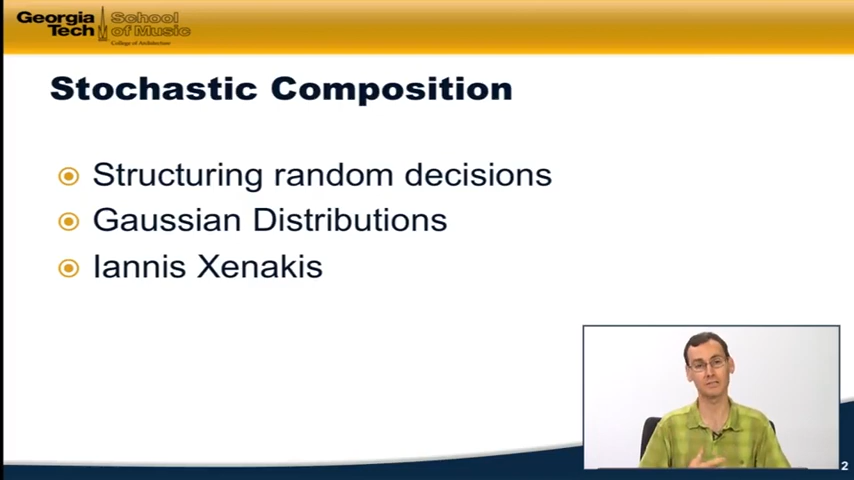 Georgia Tech
School of Music
College of Architecture
Stochastic Composition
Structuring random decisions
Gaussian Distributions
Iannis Xenakis
2